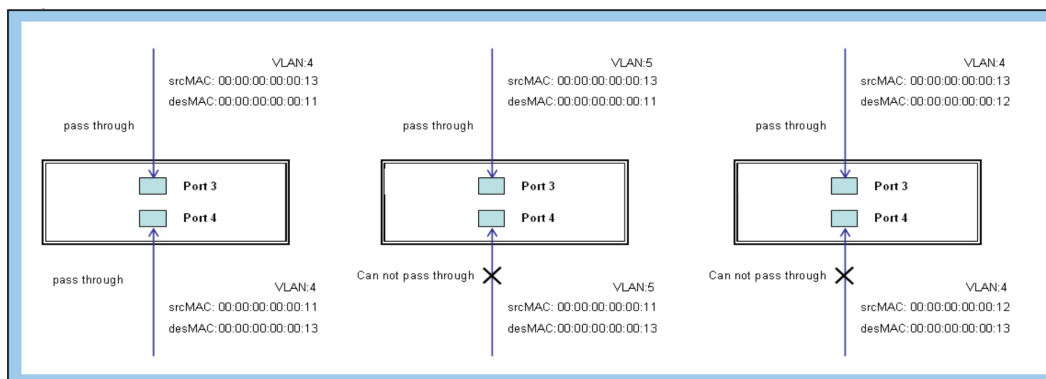 VLAN:4
srcMAC: 00:00:00:00:00:13
desMAC:00:00:00:00:00:11
pass through
Port 3
Port 4
pass through
VLAN:4
srcMAC: 00:00:00:00:00:11
desMAC:00:00:00:00:00:13
VLAN:5
srcMAC: 00:00:00:00:00:13
desMAC:00:00:00:00:00:11
pass through
Port 3
Port 4
Can not pass through
VLAN:5
srcMAC: 00:00:00:00:00:11
desMAC:00:00:00:00:00:13
VLAN:4
srcMAC: 00:00:00:00:00:13
desMAC:00:00:00:00:00:12
pass through
Port 3
Port 4
Can not pass through
VLAN:4
srcMAC: 00:00:00:00:00:12
desMAC:00:00:00:00:00:13